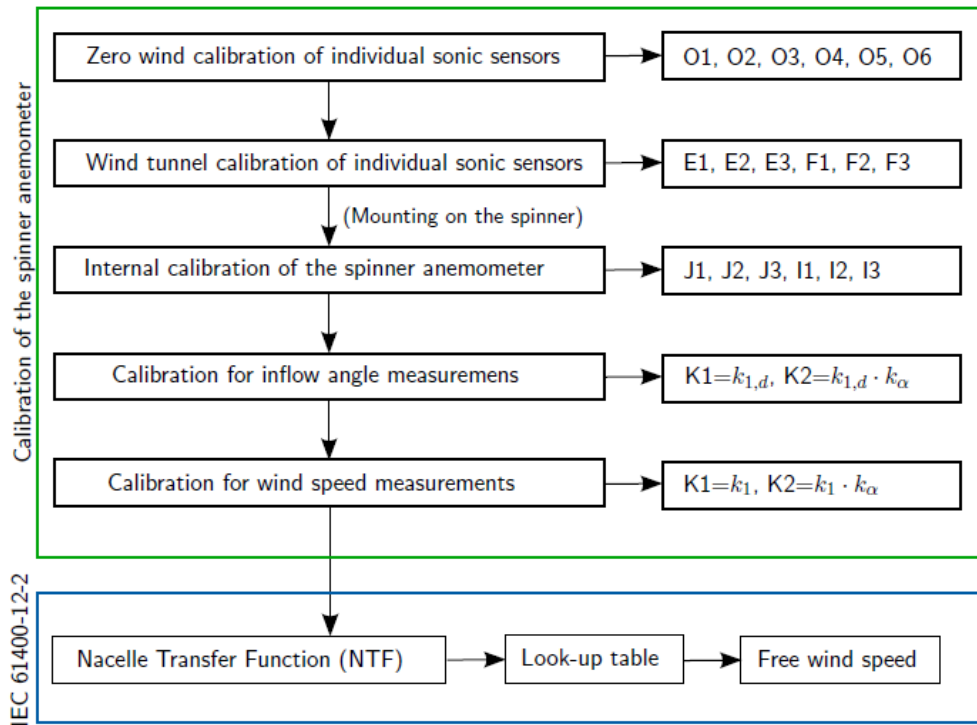 Calibration of the spinner anemometer
Zero wind calibration of individual sonic sensors
O1, O2, O3, O4, O5, O6
Wind tunnel calibration of individual sonic sensors
E1, E2, E3, F1, F2, F3
(Mounting on the spinner)
Internal calibration of the spinner anemometer
J1, J2, J3, I1, I2, I3
Calibration for inflow angle measuremens
K1=k₁,d, K2=k₁,d · kα
Calibration for wind speed measurements
K1=k₁, K2=k₁ · kα
IEC 61400-12-2
Nacelle Transfer Function (NTF)
Look-up table
Free wind speed